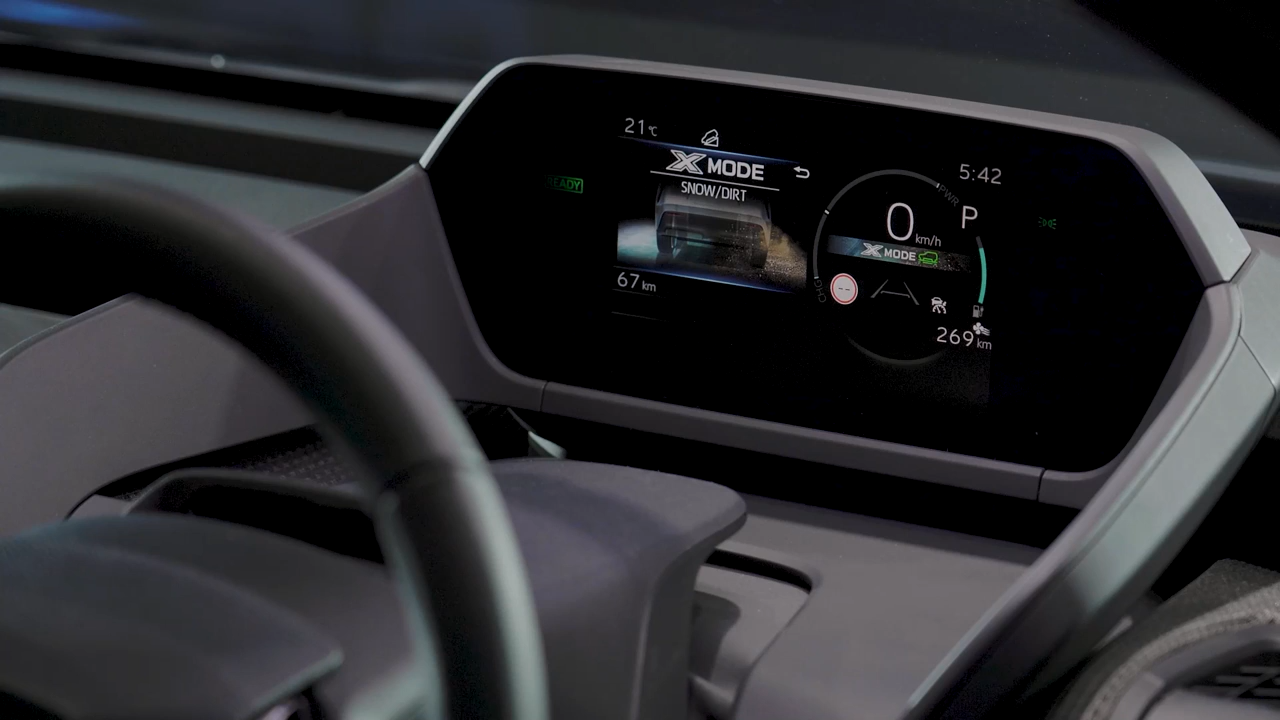 21°C
X MODE
SNOW/DIRT
67 km
READY
5:42
PWR
0 km/h
P
X MODE
CHG
--
269 km